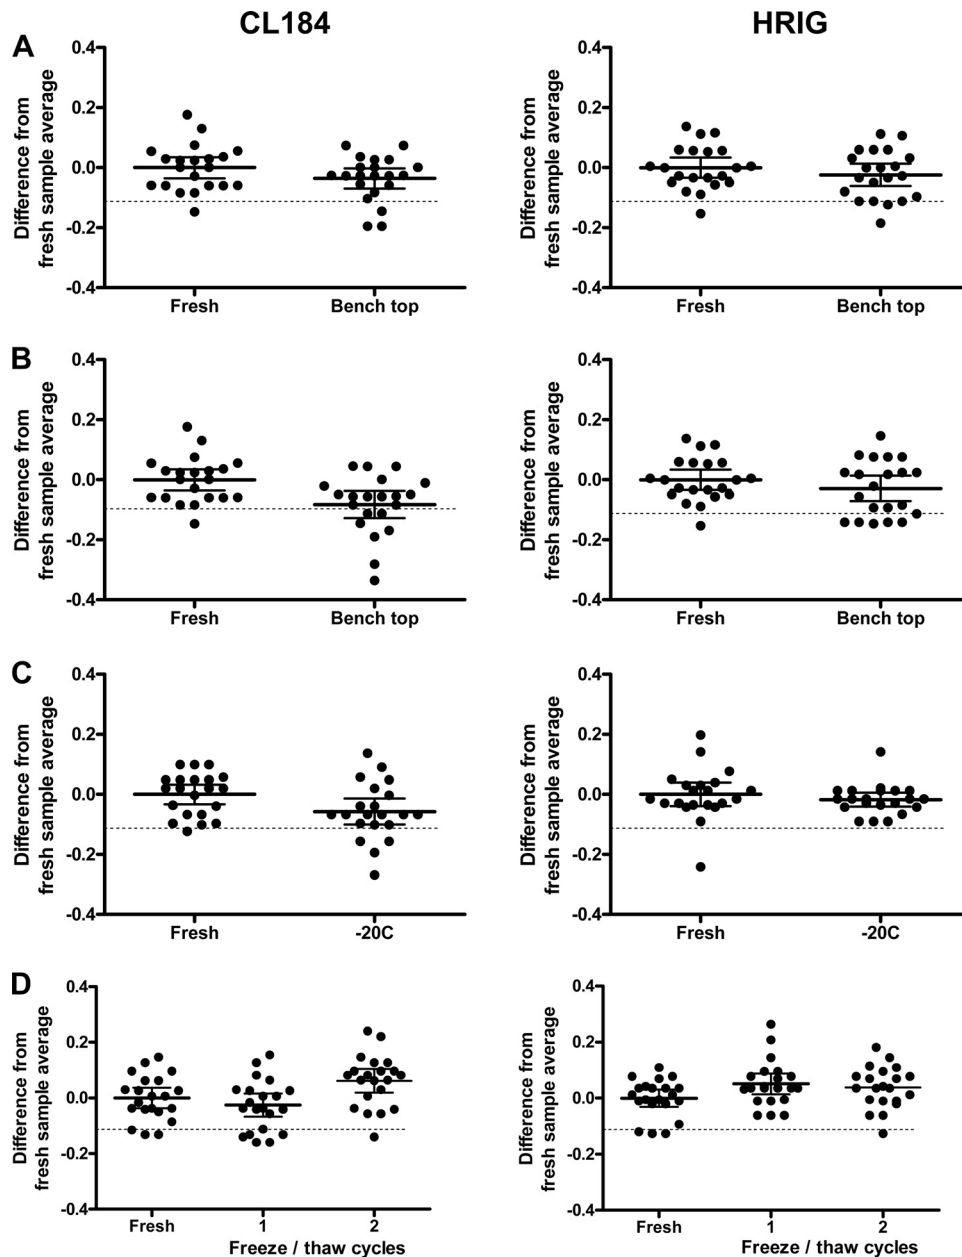 CL184
HRIG
A
Difference from
fresh sample average
0.4
0.2
0.0
-0.2
-0.4
Fresh
Bench top
Difference from
fresh sample average
0.4
0.2
0.0
-0.2
-0.4
Fresh
Bench top
B
Difference from
fresh sample average
0.4
0.2
0.0
-0.2
-0.4
Fresh
Bench top
Difference from
fresh sample average
0.4
0.2
0.0
-0.2
-0.4
Fresh
Bench top
C
Difference from
fresh sample average
0.4
0.2
0.0
-0.2
-0.4
Fresh
-20C
Difference from
fresh sample average
0.4
0.2
0.0
-0.2
-0.4
Fresh
-20C
D
Difference from
fresh sample average
0.4
0.2
0.0
-0.2
-0.4
Fresh
1
2
Freeze / thaw cycles
Difference from
fresh sample average
0.4
0.2
0.0
-0.2
-0.4
Fresh
1
2
Freeze / thaw cycles